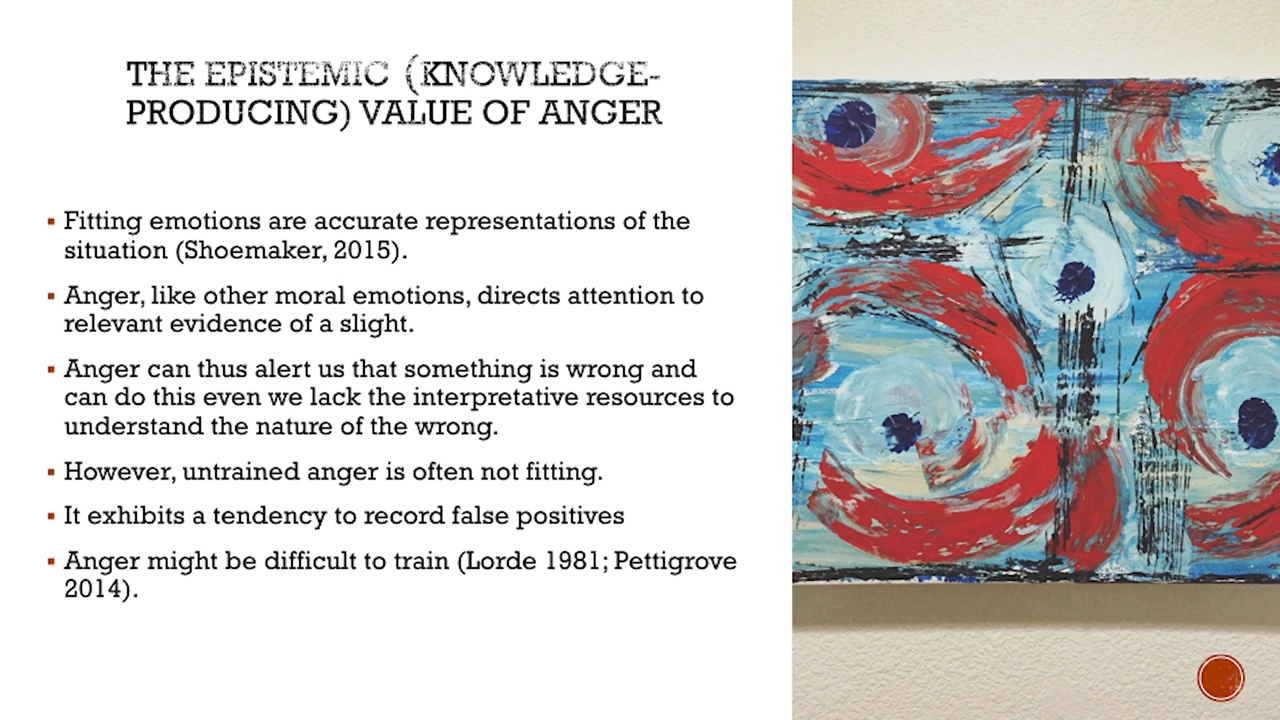 THE EPISTEMIC (KNOWLEDGE-
PRODUCING) VALUE OF ANGER
Fitting emotions are accurate representations of the
situation (Shoemaker, 2015).
Anger, like other moral emotions, directs attention to
relevant evidence of a slight.
Anger can thus alert us that something is wrong and
can do this even we lack the interpretative resources to
understand the nature of the wrong.
However, untrained anger is often not fitting.
It exhibits a tendency to record false positives
Anger might be difficult to train (Lorde 1981; Pettigrove
2014).